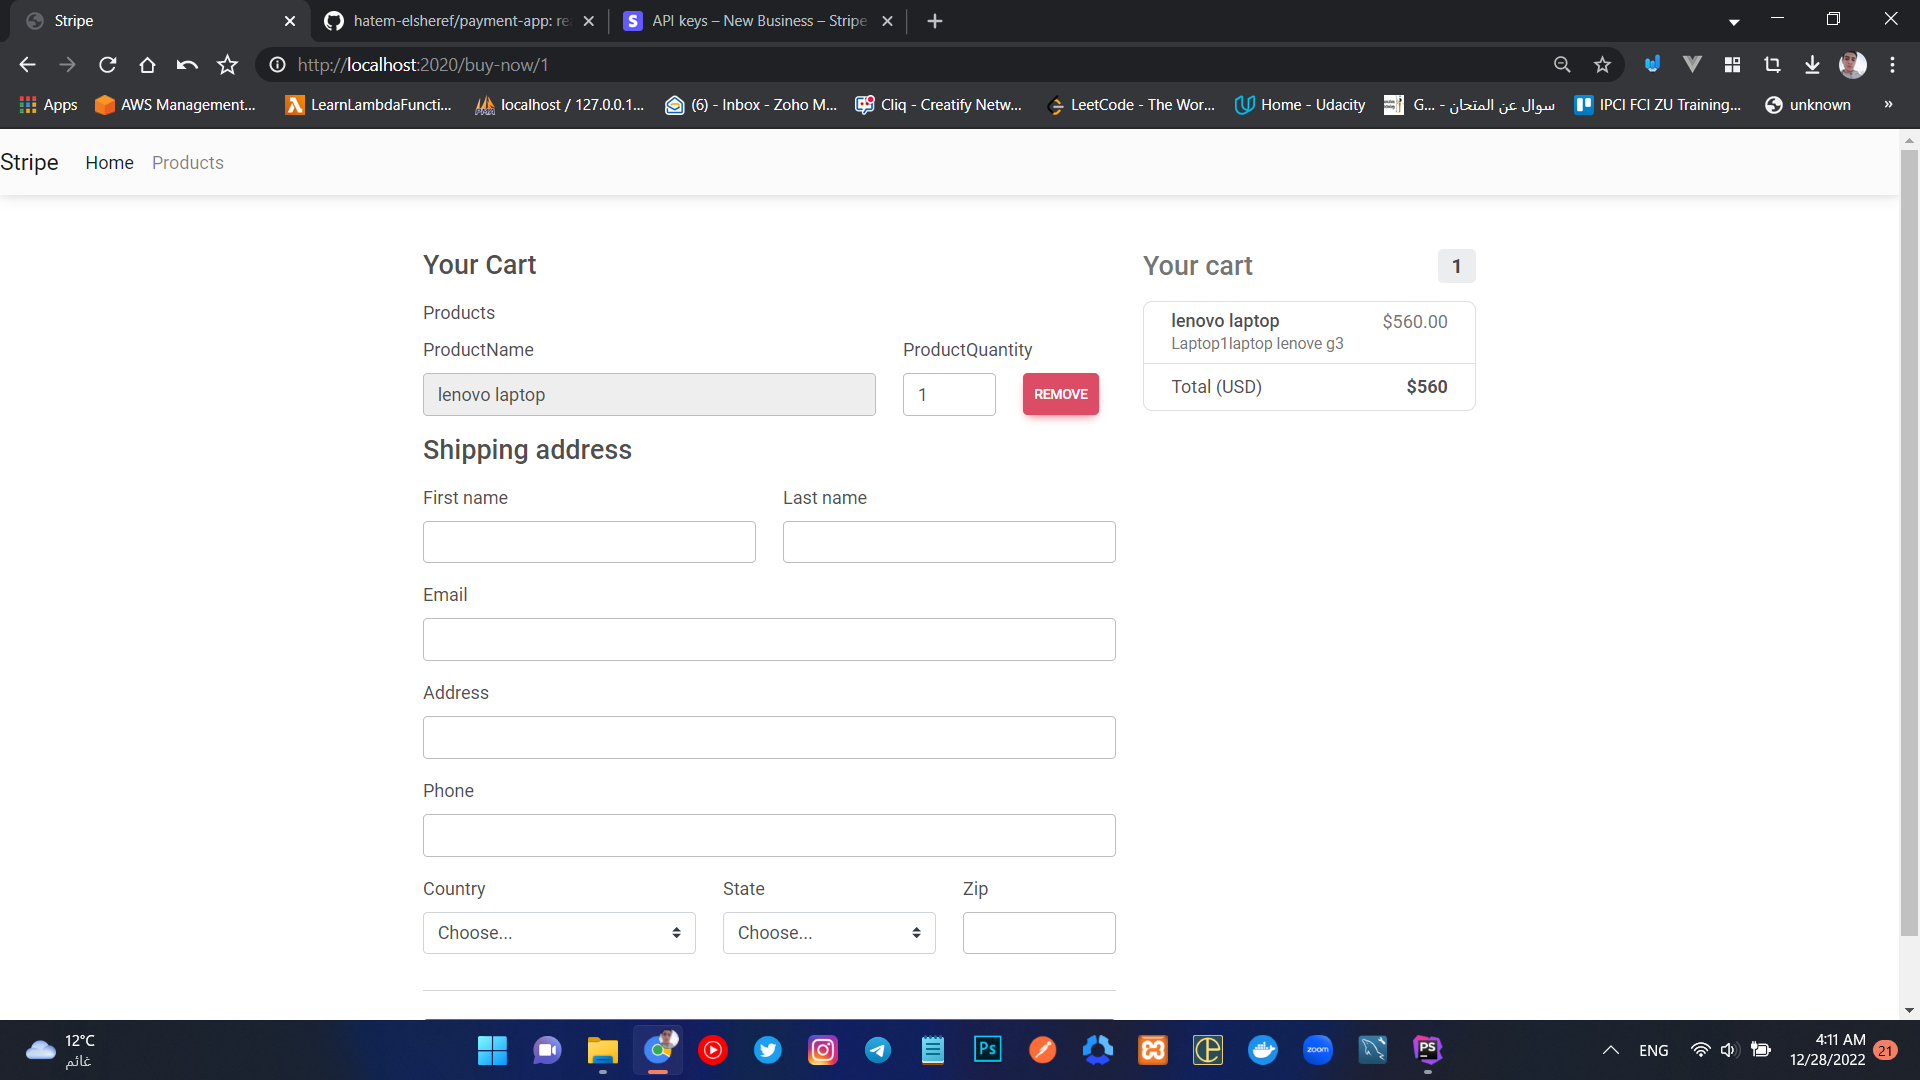 Stripe
hatem-elsheref/payment-app: re
API keys – New Business – Stripe
http://localhost:2020/buy-now/1
Apps
AWS Management...
LearnLambdaFuncti...
localhost / 127.0.0.1...
(6) - Inbox - Zoho M...
Cliq - Creatify Netw...
LeetCode - The Wor...
Home - Udacity
G... - سوال عن المتحان
IPCI FCI ZU Training...
unknown
»
Stripe
Home
Products
Your Cart
Your cart
1
Products
lenovo laptop
$560.00
Laptop1laptop lenove g3
ProductName
ProductQuantity
Total (USD)
$560
lenovo laptop
1
REMOVE
Shipping address
First name
Last name
Email
Address
Phone
Country
State
Zip
Choose...
Choose...
12°C
غائم
Ps
zoom
PS
ENG
4:11 AM
12/28/2022
21